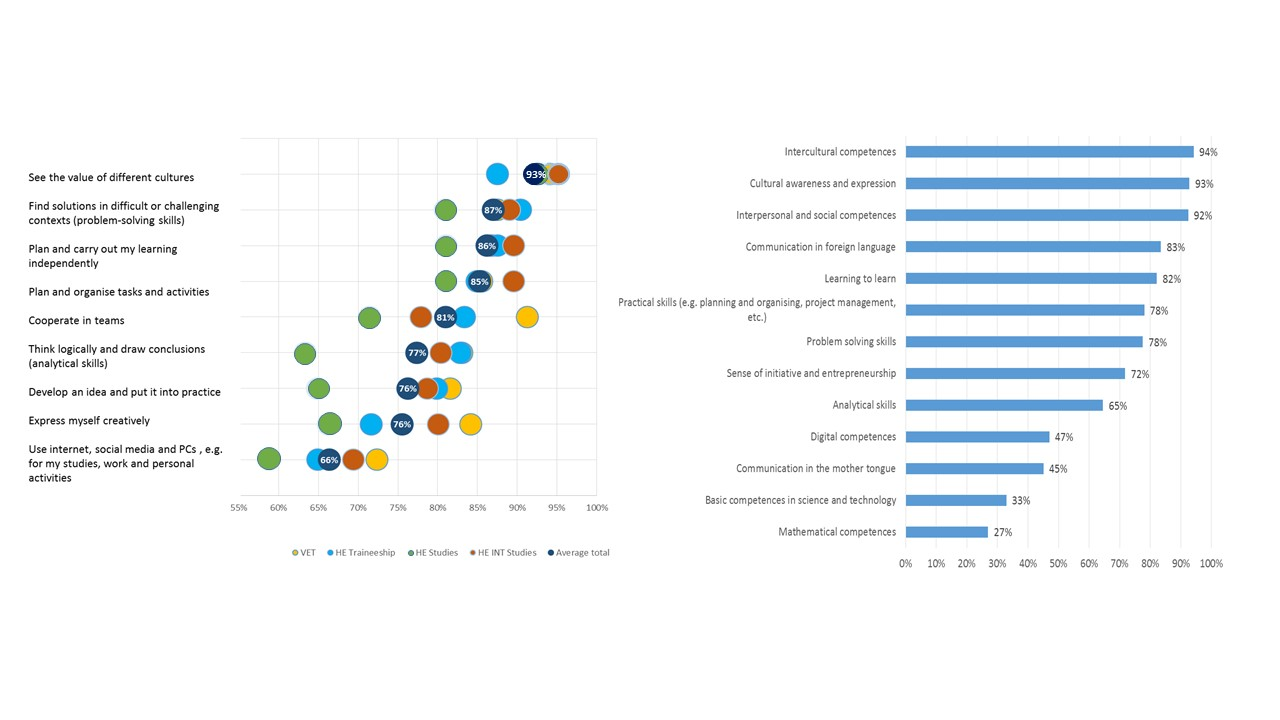 See the value of different cultures
93%
Find solutions in difficult or challenging
contexts (problem-solving skills)
87%
Plan and carry out my learning
independently
86%
Plan and organise tasks and activities
85%
Cooperate in teams
81%
Think logically and draw conclusions
(analytical skills)
77%
Develop an idea and put it into practice
76%
Express myself creatively
76%
Use internet, social media and PCs , e.g.
for my studies, work and personal
activities
66%
55% 60% 65% 70% 75% 80% 85% 90% 95% 100%
VET HE Traineeship HE Studies HE INT Studies Average total
Intercultural competences 94%
Cultural awareness and expression 93%
Interpersonal and social competences 92%
Communication in foreign language 83%
Learning to learn 82%
Practical skills (e.g. planning and organising, project management,
etc.) 78%
Problem solving skills 78%
Sense of initiative and entrepreneurship 72%
Analytical skills 65%
Digital competences 47%
Communication in the mother tongue 45%
Basic competences in science and technology 33%
Mathematical competences 27%
0% 10% 20% 30% 40% 50% 60% 70% 80% 90% 100%